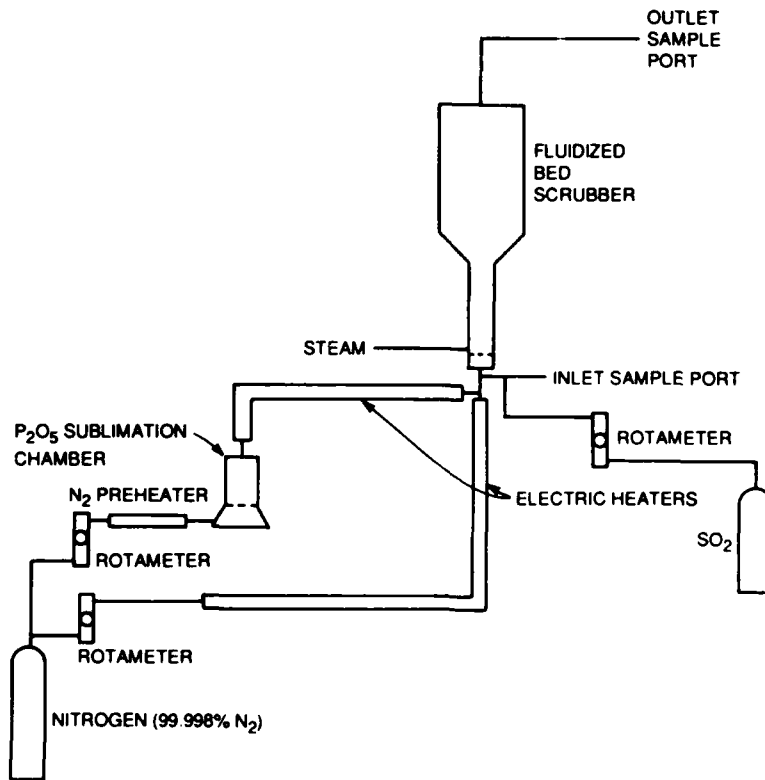 OUTLET
SAMPLE
PORT
FLUIDIZED
BED
SCRUBBER
STEAM
INLET SAMPLE PORT
P₂O₅ SUBLIMATION
CHAMBER
ROTAMETER
N₂ PREHEATER
ELECTRIC HEATERS
SO₂
ROTAMETER
ROTAMETER
NITROGEN (99.998% N₂)